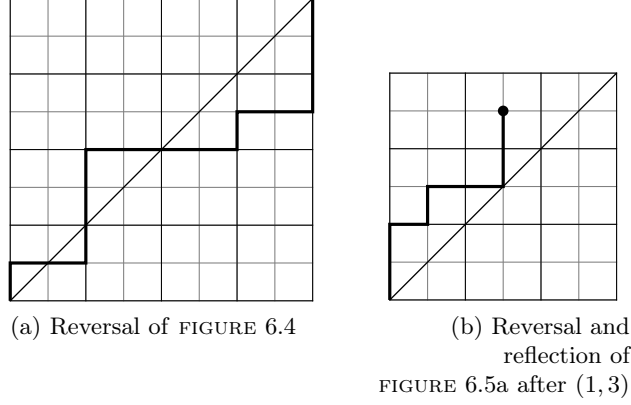 (a) Reversal of FIGURE 6.4
(b) Reversal and
reflection of
FIGURE 6.5a after (1, 3)